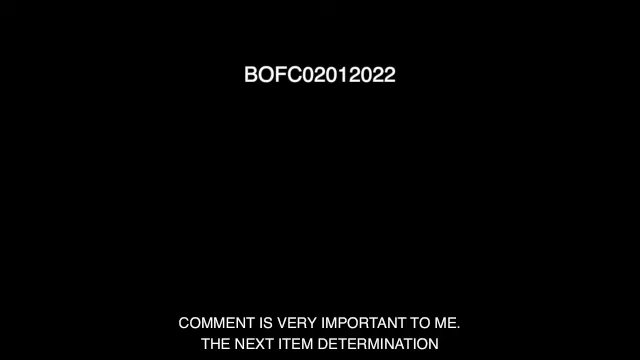 BOFC02012022
COMMENT IS VERY IMPORTANT TO ME.
THE NEXT ITEM DETERMINATION